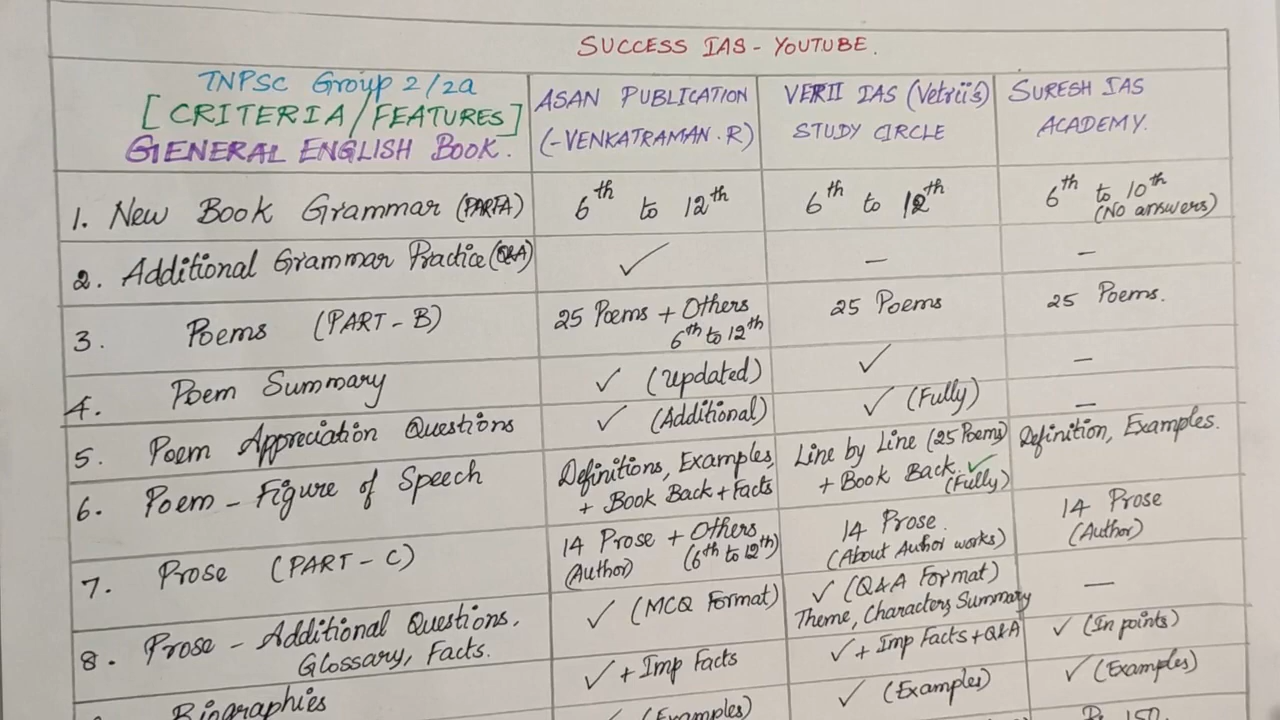 SUCCESS IAS - YOUTUBE.
TNPSC Group 2/2a
[CRITERIA/FEATURES]
GENERAL ENGLISH BOOK.
ASAN PUBLICATION
(-VENKATRAMAN.R)
VERII IAS (Vetrii's)
STUDY CIRCLE
SURESH IAS
ACADEMY.
1. New Book Grammar (PARTA)
6th to 12th
6th to 12th
6th to 10th
(No answers)
2. Additional Grammar Practice (Q&A)
✓
-
-
3. Poems (PART-B)
25 Poems + Others
6th to 12th
25 Poems
25 Poems.
4. Poem Summary
✓ (Updated)
✓
-
5. Poem Appreciation Questions
✓ (Additional)
✓ (Fully)
-
6. Poem - Figure of Speech
Definitions, Examples,
+ Book Back + Facts
Line by Line (25 Poems)
+ Book Back. ✓
(Fully)
Definition, Examples.
7. Prose (PART-C)
14 Prose + Others,
(Author) (6th to 12th)
14 Prose.
(About Author works)
14 Prose
(Author)
8. Prose - Additional Questions,
Glossary, Facts.
✓ (MCQ Format)
✓ (Q&A Format)
Theme, Characters Summary
-
Biographies
✓ + Imp Facts
✓ + Imp Facts + Q&A
✓ (In points)
✓ (Examples)
✓ (Examples)
✓ (Examples)
Rs 150